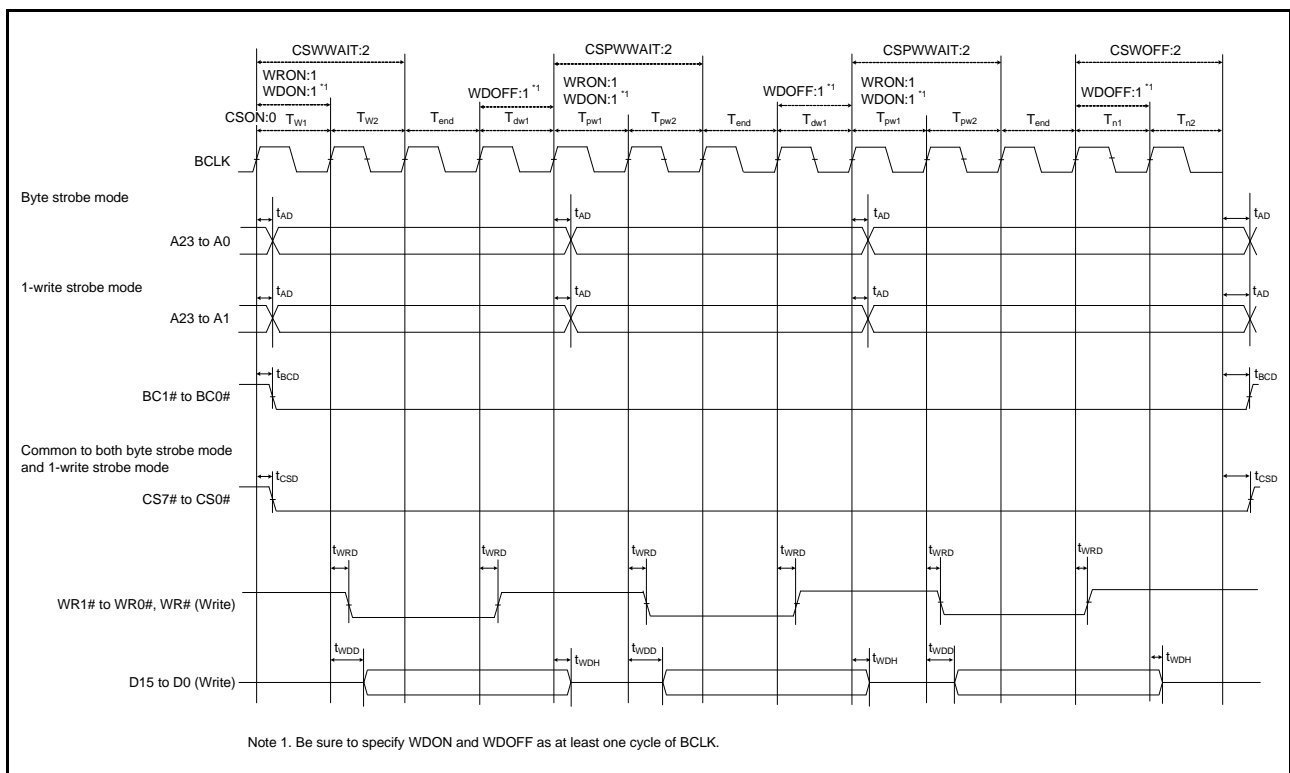 CSWWAIT:2 CSPWWAIT:2 CSPWWAIT:2 CSWOFF:2
WRON:1 WRON:1 WRON:1
WDON:1 *1 WDOFF:1 *1 WDON:1 *1 WDOFF:1 *1 WDON:1 *1 WDOFF:1 *1
CSON:0 TW1 TW2 Tend Tdw1 Tpw1 Tpw2 Tend Tdw1 Tpw1 Tpw2 Tend Tn1 Tn2
BCLK
Byte strobe mode
tAD tAD tAD tAD
A23 to A0
1-write strobe mode
tAD tAD tAD tAD
A23 to A1
tBCD tBCD
BC1# to BC0#
Common to both byte strobe mode
and 1-write strobe mode
tCSD tCSD
CS7# to CS0#
tWRD tWRD tWRD tWRD tWRD tWRD
WR1# to WR0#, WR# (Write)
tWDD tWDH tWDD tWDH tWDD tWDH
D15 to D0 (Write)
Note 1. Be sure to specify WDON and WDOFF as at least one cycle of BCLK.